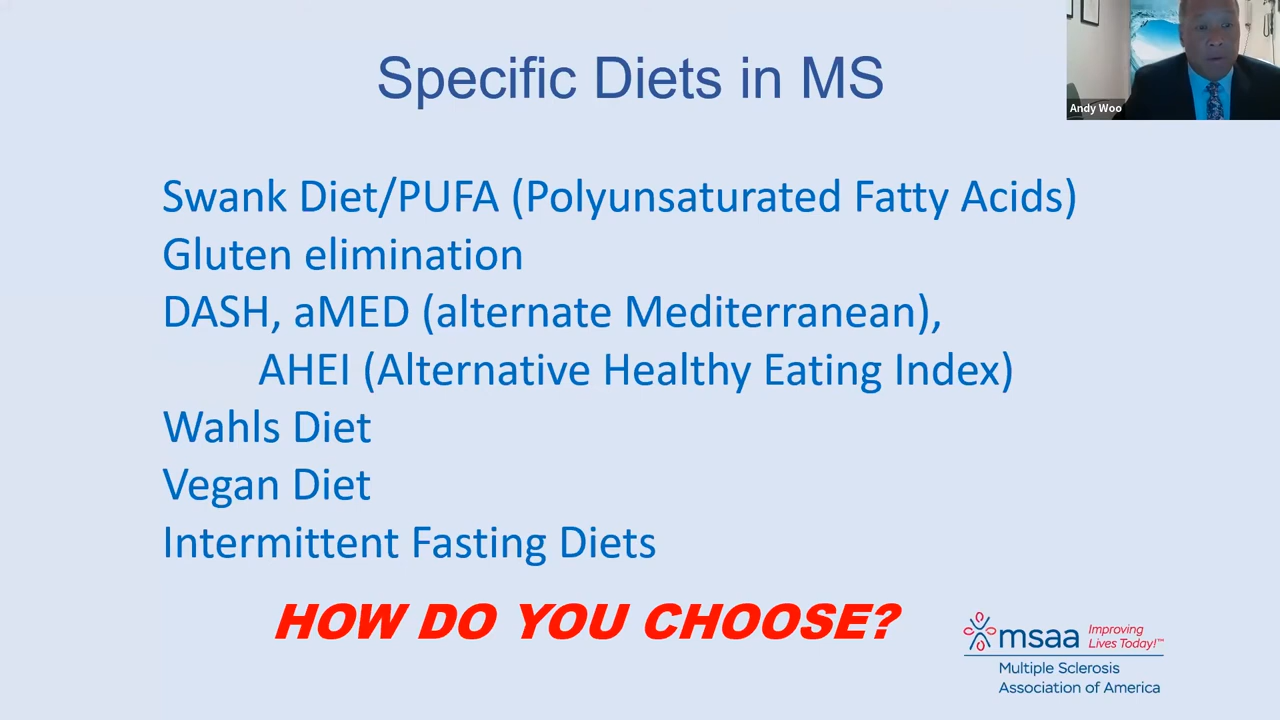 Specific Diets in MS
Andy Woo
Swank Diet/PUFA (Polyunsaturated Fatty Acids)
Gluten elimination
DASH, aMED (alternate Mediterranean),
AHEI (Alternative Healthy Eating Index)
Wahls Diet
Vegan Diet
Intermittent Fasting Diets
HOW DO YOU CHOOSE?
msaa Improving
Lives Today!™
Multiple Sclerosis
Association of America